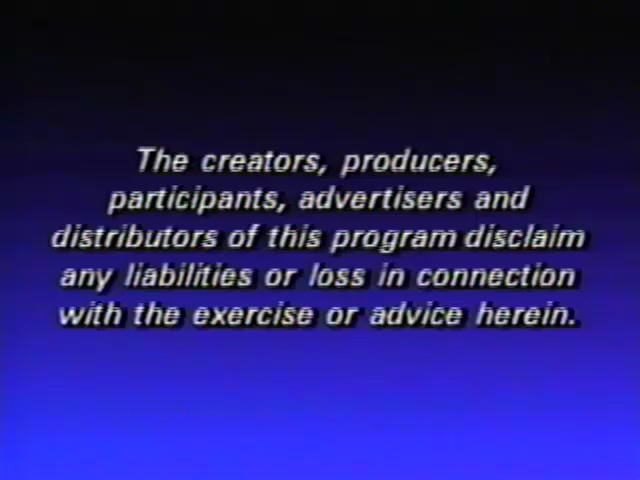 The creators, producers,
participants, advertisers and
distributors of this program disclaim
any liabilities or loss in connection
with the exercise or advice herein.